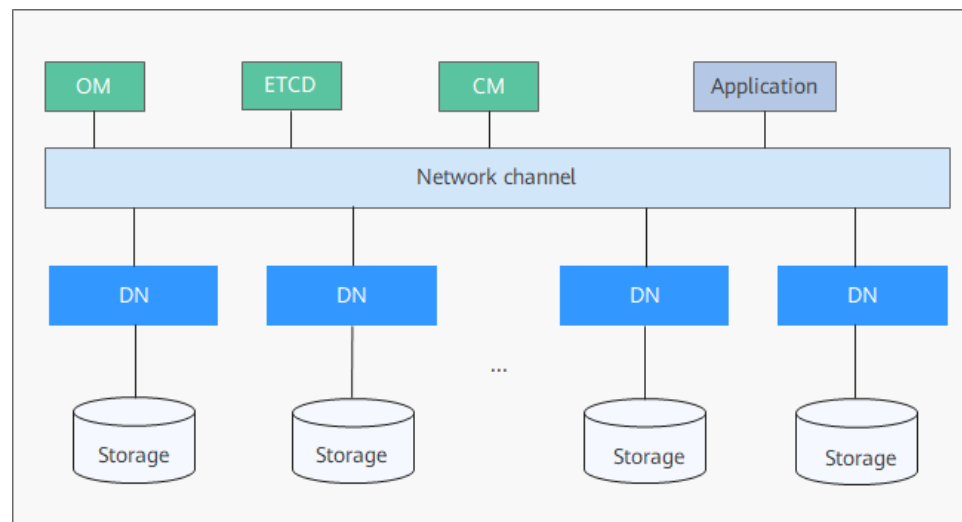 OM
ETCD
CM
Application
Network channel
DN
DN
DN
DN
...
Storage
Storage
Storage
Storage